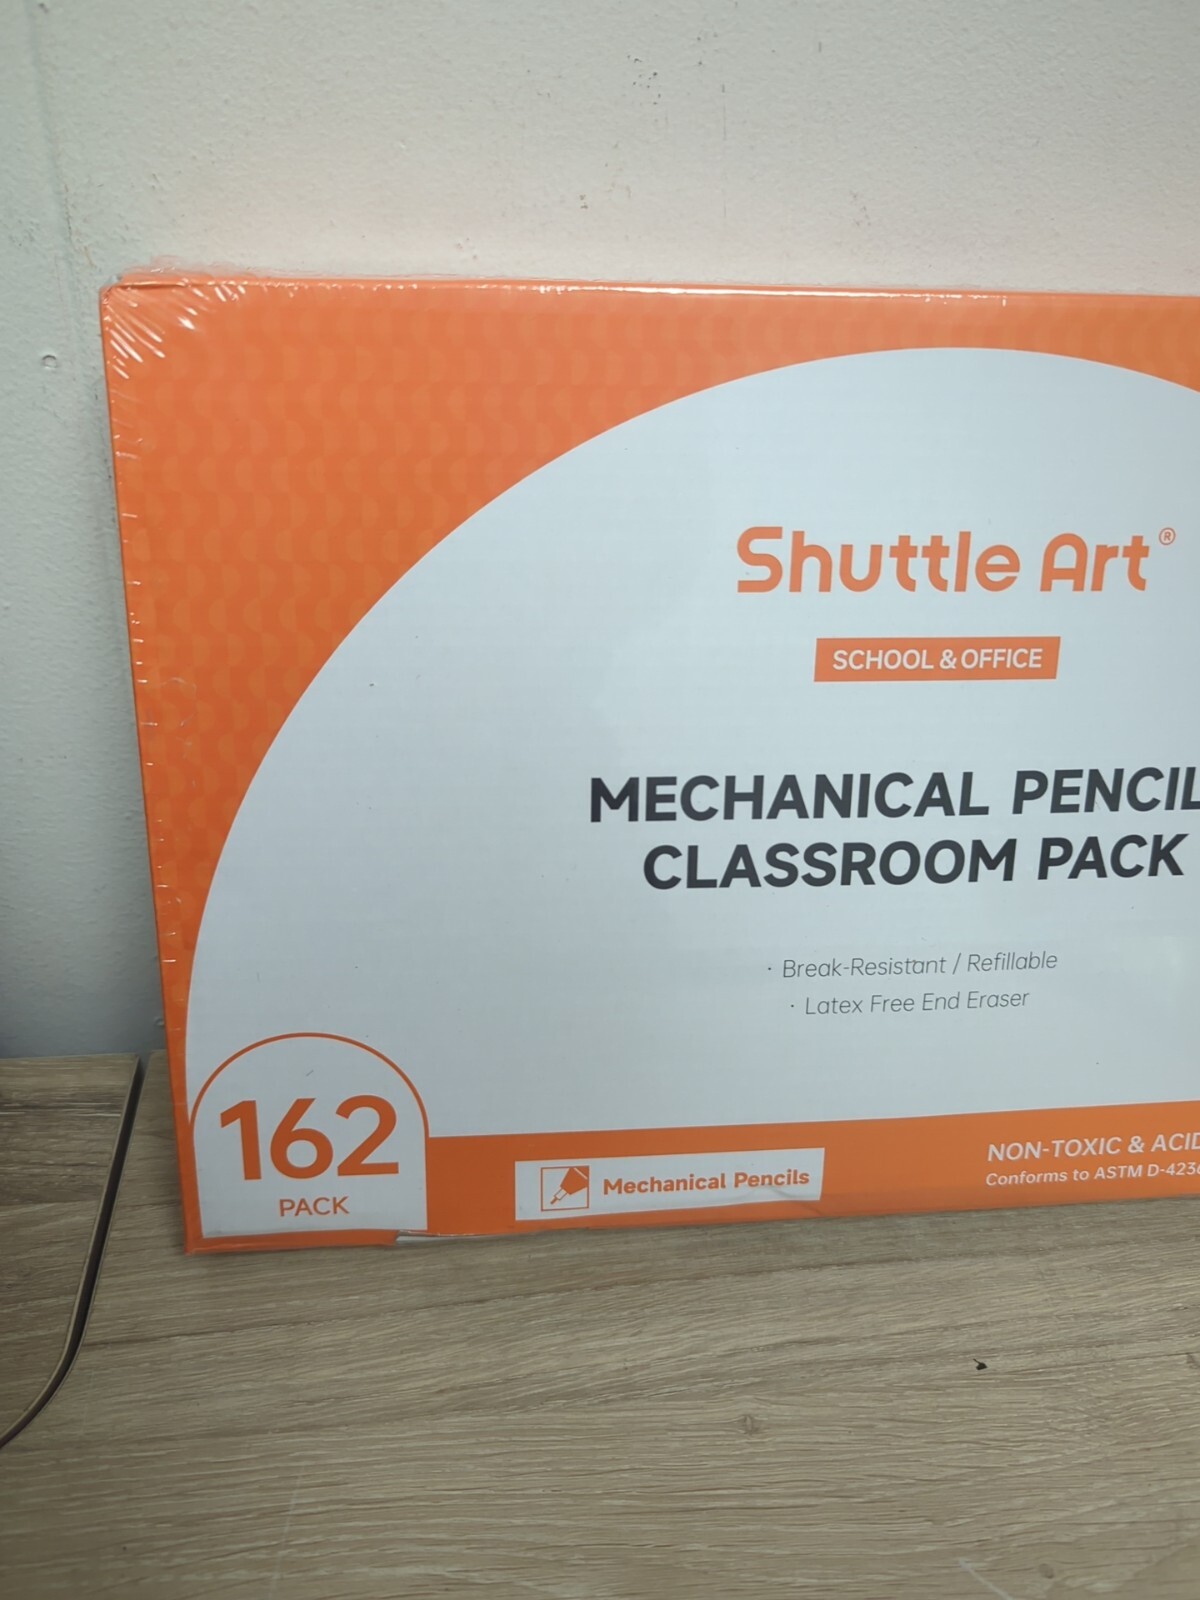 Shuttle Art®
SCHOOL & OFFICE
MECHANICAL PENCIL
CLASSROOM PACK
· Break-Resistant / Refillable
· Latex Free End Eraser
162
PACK
Mechanical Pencils
NON-TOXIC & ACID
Conforms to ASTM D-4236